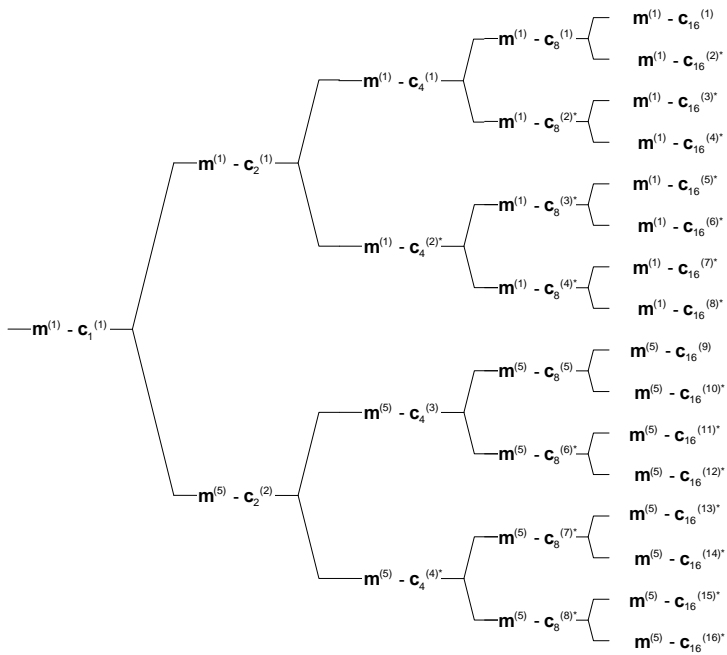 m⁽¹⁾ - c₁₆⁽¹⁾
m⁽¹⁾ - c₈⁽¹⁾
m⁽¹⁾ - c₁₆⁽²⁾*
m⁽¹⁾ - c₄⁽¹⁾
m⁽¹⁾ - c₁₆⁽³⁾*
m⁽¹⁾ - c₈⁽²⁾*
m⁽¹⁾ - c₁₆⁽⁴⁾*
m⁽¹⁾ - c₂⁽¹⁾
m⁽¹⁾ - c₁₆⁽⁵⁾*
m⁽¹⁾ - c₈⁽³⁾*
m⁽¹⁾ - c₁₆⁽⁶⁾*
m⁽¹⁾ - c₄⁽²⁾*
m⁽¹⁾ - c₁₆⁽⁷⁾*
m⁽¹⁾ - c₈⁽⁴⁾*
m⁽¹⁾ - c₁₆⁽⁸⁾*
m⁽¹⁾ - c₁⁽¹⁾
m⁽⁵⁾ - c₁₆⁽⁹⁾
m⁽⁵⁾ - c₈⁽⁵⁾
m⁽⁵⁾ - c₁₆⁽¹⁰⁾*
m⁽⁵⁾ - c₄⁽³⁾
m⁽⁵⁾ - c₁₆⁽¹¹⁾*
m⁽⁵⁾ - c₈⁽⁶⁾*
m⁽⁵⁾ - c₁₆⁽¹²⁾*
m⁽⁵⁾ - c₂⁽²⁾
m⁽⁵⁾ - c₁₆⁽¹³⁾*
m⁽⁵⁾ - c₈⁽⁷⁾*
m⁽⁵⁾ - c₁₆⁽¹⁴⁾*
m⁽⁵⁾ - c₄⁽⁴⁾*
m⁽⁵⁾ - c₁₆⁽¹⁵⁾*
m⁽⁵⁾ - c₈⁽⁸⁾*
m⁽⁵⁾ - c₁₆⁽¹⁶⁾*